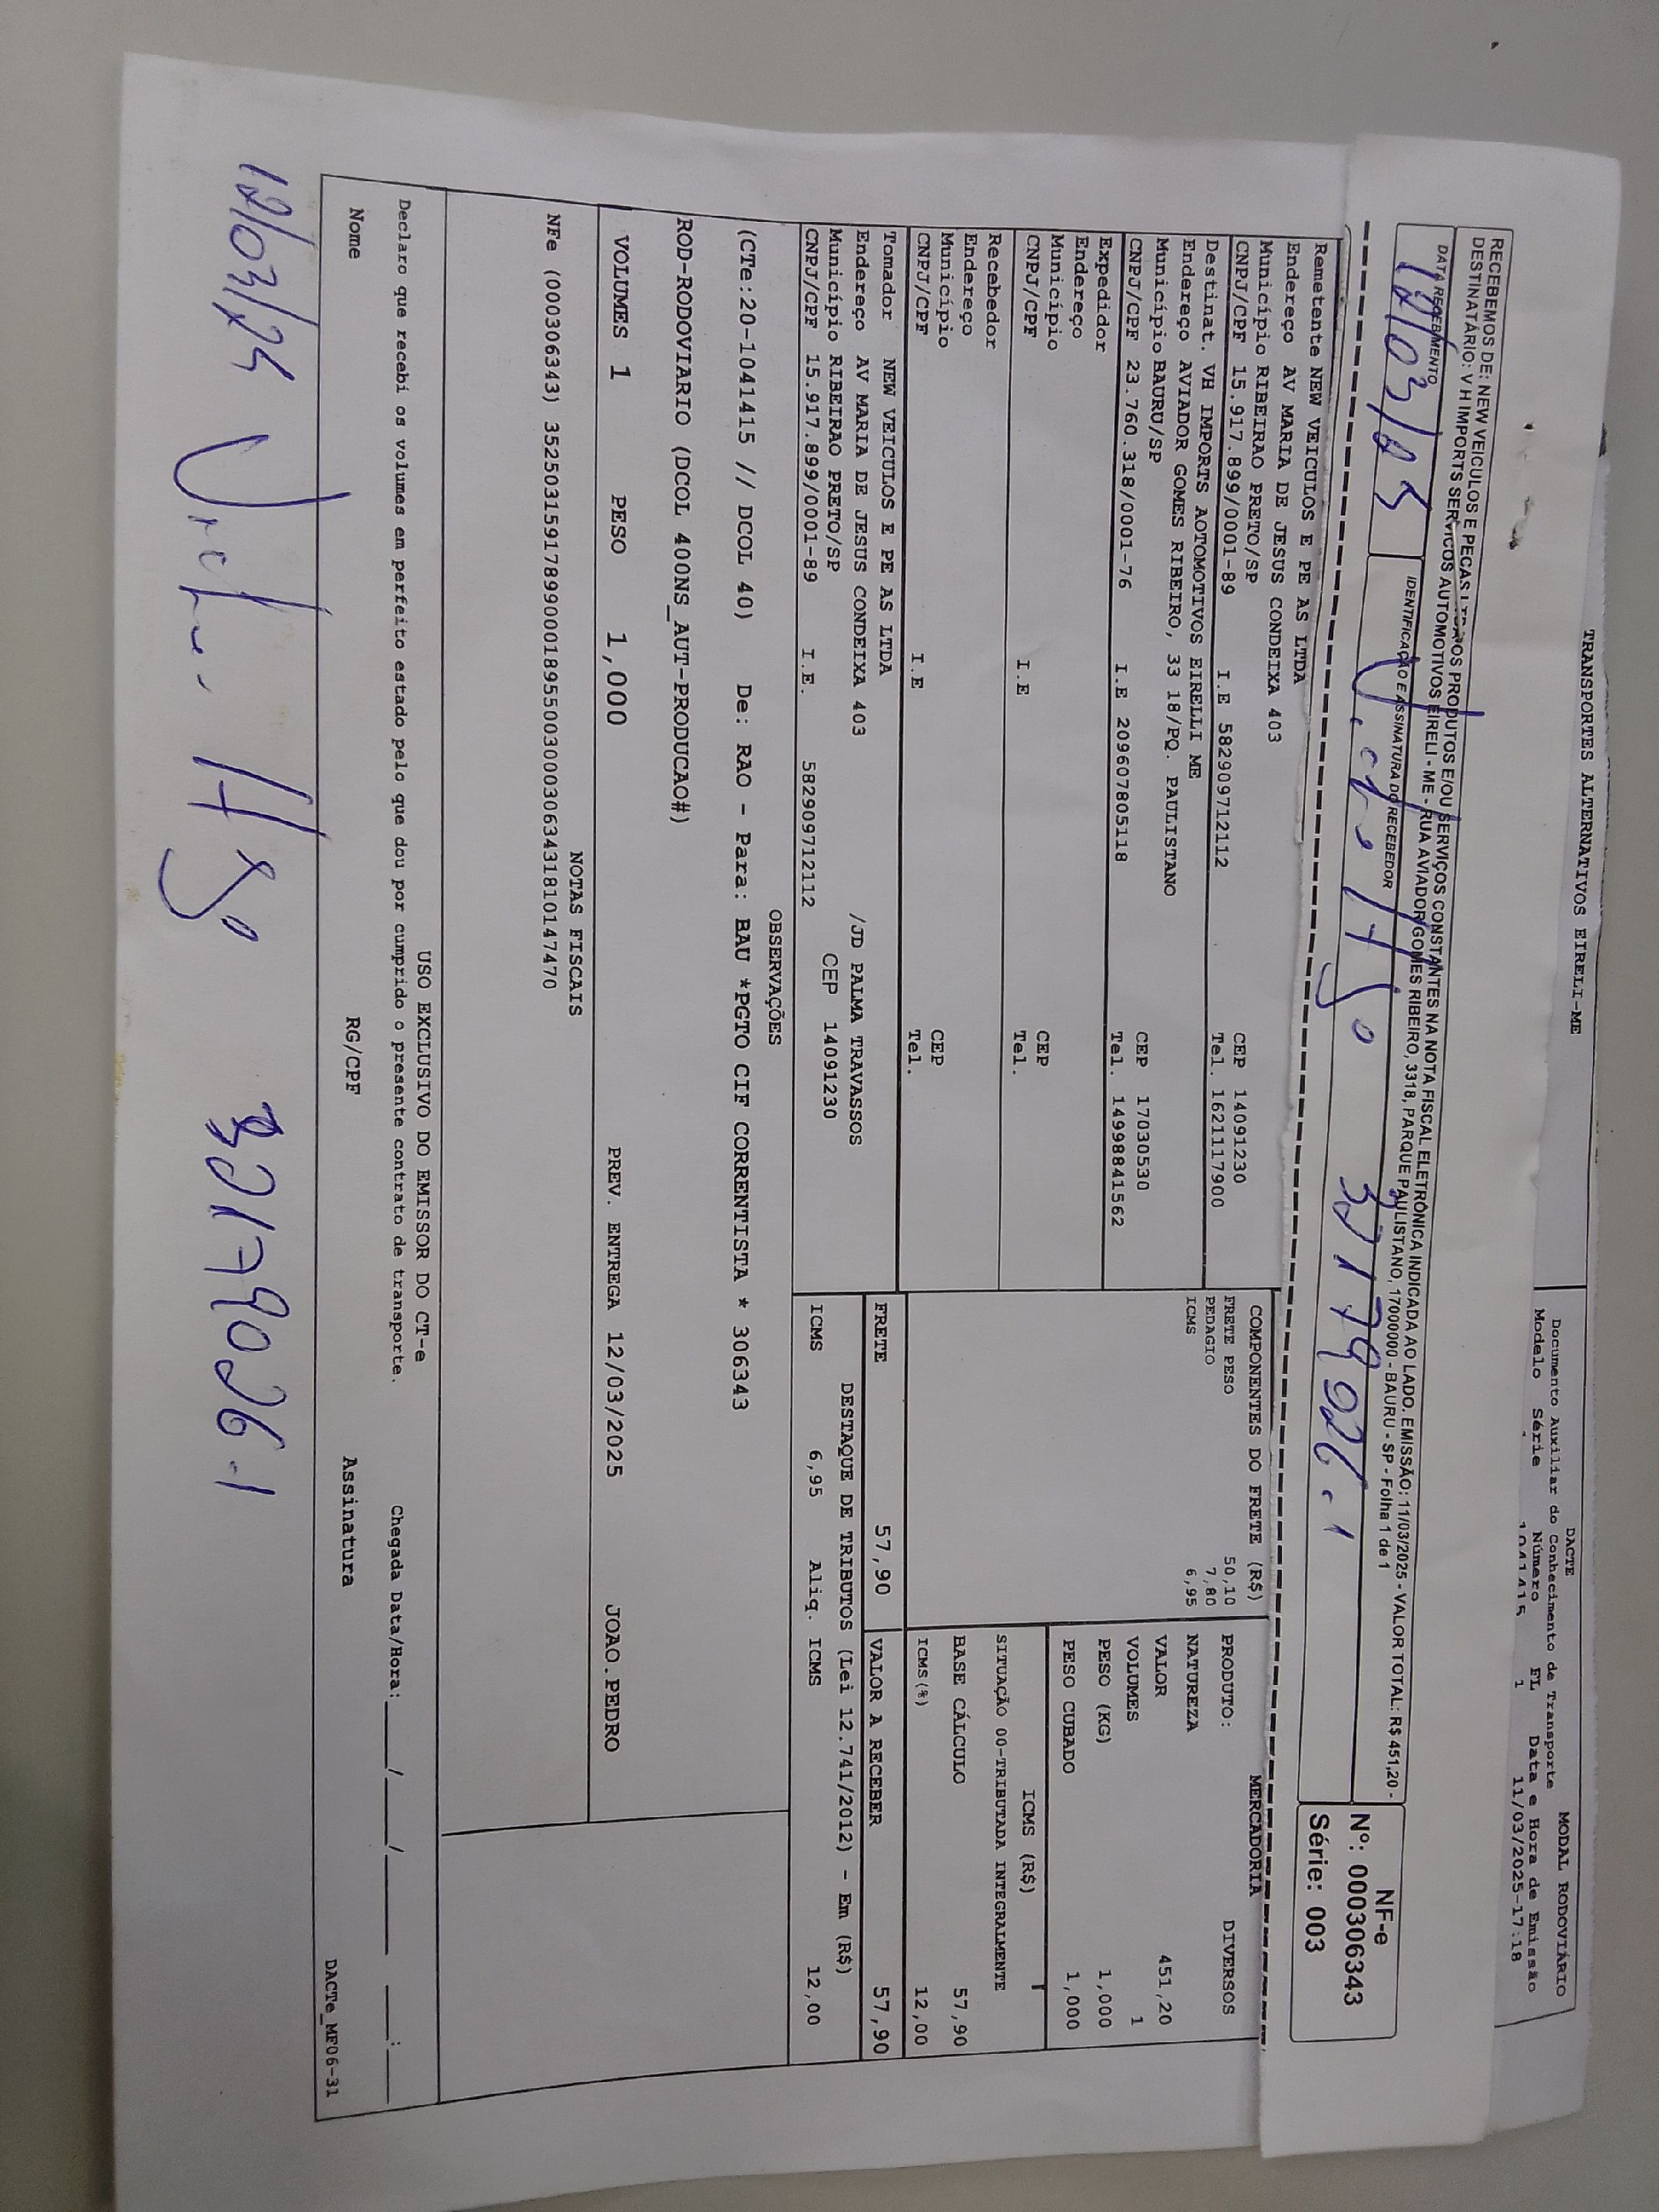 TRANSPORTES ALTERNATIVOS EIRELI-ME
DACTE
Documento Auxiliar do Conhecimento de Transporte
MODAL RODOVIÁRIO
Modelo Série Número FL Data e Hora de Emissão
1041415 1 11/03/2025-17:18
RECEBEMOS DE: NEW VEICULOS E PECAS OS PRODUTOS E/OU SERVIÇOS CONSTANTES NA NOTA FISCAL ELETRÔNICA INDICADA AO LADO. EMISSÃO: 11/03/2025 - VALOR TOTAL: R$ 451,20 -
DESTINATÁRIO: V H IMPORTS SERVICOS AUTOMOTIVOS EIRELI - ME - RUA AVIADOR GOMES RIBEIRO, 3318, PARQUE PAULISTANO, 17000000 - BAURU - SP - Folha 1 de 1
DATA RECEBIMENTO
IDENTIFICAÇÃO E ASSINATURA DO RECEBEDOR
12/03/25 Hgo 32179026.1
NF-e
Nº: 000306343
Série: 003
Remetente NEW VEICULOS E PE AS LTDA
Endereço AV MARIA DE JESUS CONDEIXA 403
Município RIBEIRAO PRETO/SP CEP 14091230
CNPJ/CPF 15.917.899/0001-89 I.E 582909712112 Tel. 1621117900
Destinat. VH IMPORTS AOTOMOTIVOS EIRELLI ME
Endereço AVIADOR GOMES RIBEIRO, 33 18/PQ. PAULISTANO
Município BAURU/SP CEP 17030530
CNPJ/CPF 23.760.318/0001-76 I.E 209607805118 Tel. 14998841562
Expedidor
Endereço
Município CEP
CNPJ/CPF I.E Tel.
Recebedor
Endereço
Município CEP
CNPJ/CPF I.E Tel.
Tomador NEW VEICULOS E PE AS LTDA
Endereço AV MARIA DE JESUS CONDEIXA 403 /JD PALMA TRAVASSOS
Município RIBEIRAO PRETO/SP CEP 14091230
CNPJ/CPF 15.917.899/0001-89 I.E. 582909712112
COMPONENTES DO FRETE (R$)
FRETE PESO 50,10
PEDAGIO 7,80
ICMS 6,95
MERCADORIA
PRODUTO: DIVERSOS
NATUREZA
VALOR 451,20
VOLUMES 1
PESO (KG) 1,000
PESO CUBADO 1,000
ICMS (R$)
SITUAÇÃO 00-TRIBUTADA INTEGRALMENTE
BASE CÁLCULO 57,90
ICMS(%) 12,00
FRETE 57,90 VALOR A RECEBER 57,90
DESTAQUE DE TRIBUTOS (Lei 12.741/2012) - Em (R$)
ICMS 6,95 Aliq. ICMS 12,00
OBSERVAÇÕES
(CTe:20-1041415 // DCOL 40) De: RAO - Para: BAU *PGTO CIF CORRENTISTA * 306343
ROD-RODOVIARIO (DCOL 400NS_AUT-PRODUCAO#)
VOLUMES 1 PESO 1,000 PREV. ENTREGA 12/03/2025 JOAO.PEDRO
NOTAS FISCAIS
NFe (000306343) 35250315917899000189550030003063431810147470
USO EXCLUSIVO DO EMISSOR DO CT-e
Declaro que recebi os volumes em perfeito estado pelo que dou por cumprido o presente contrato de transporte. Chegada Data/Hora:____/____/____ ___:___
Nome RG/CPF Assinatura
DACTe_MF06-31
12/03/25 Hgo 32179026-1